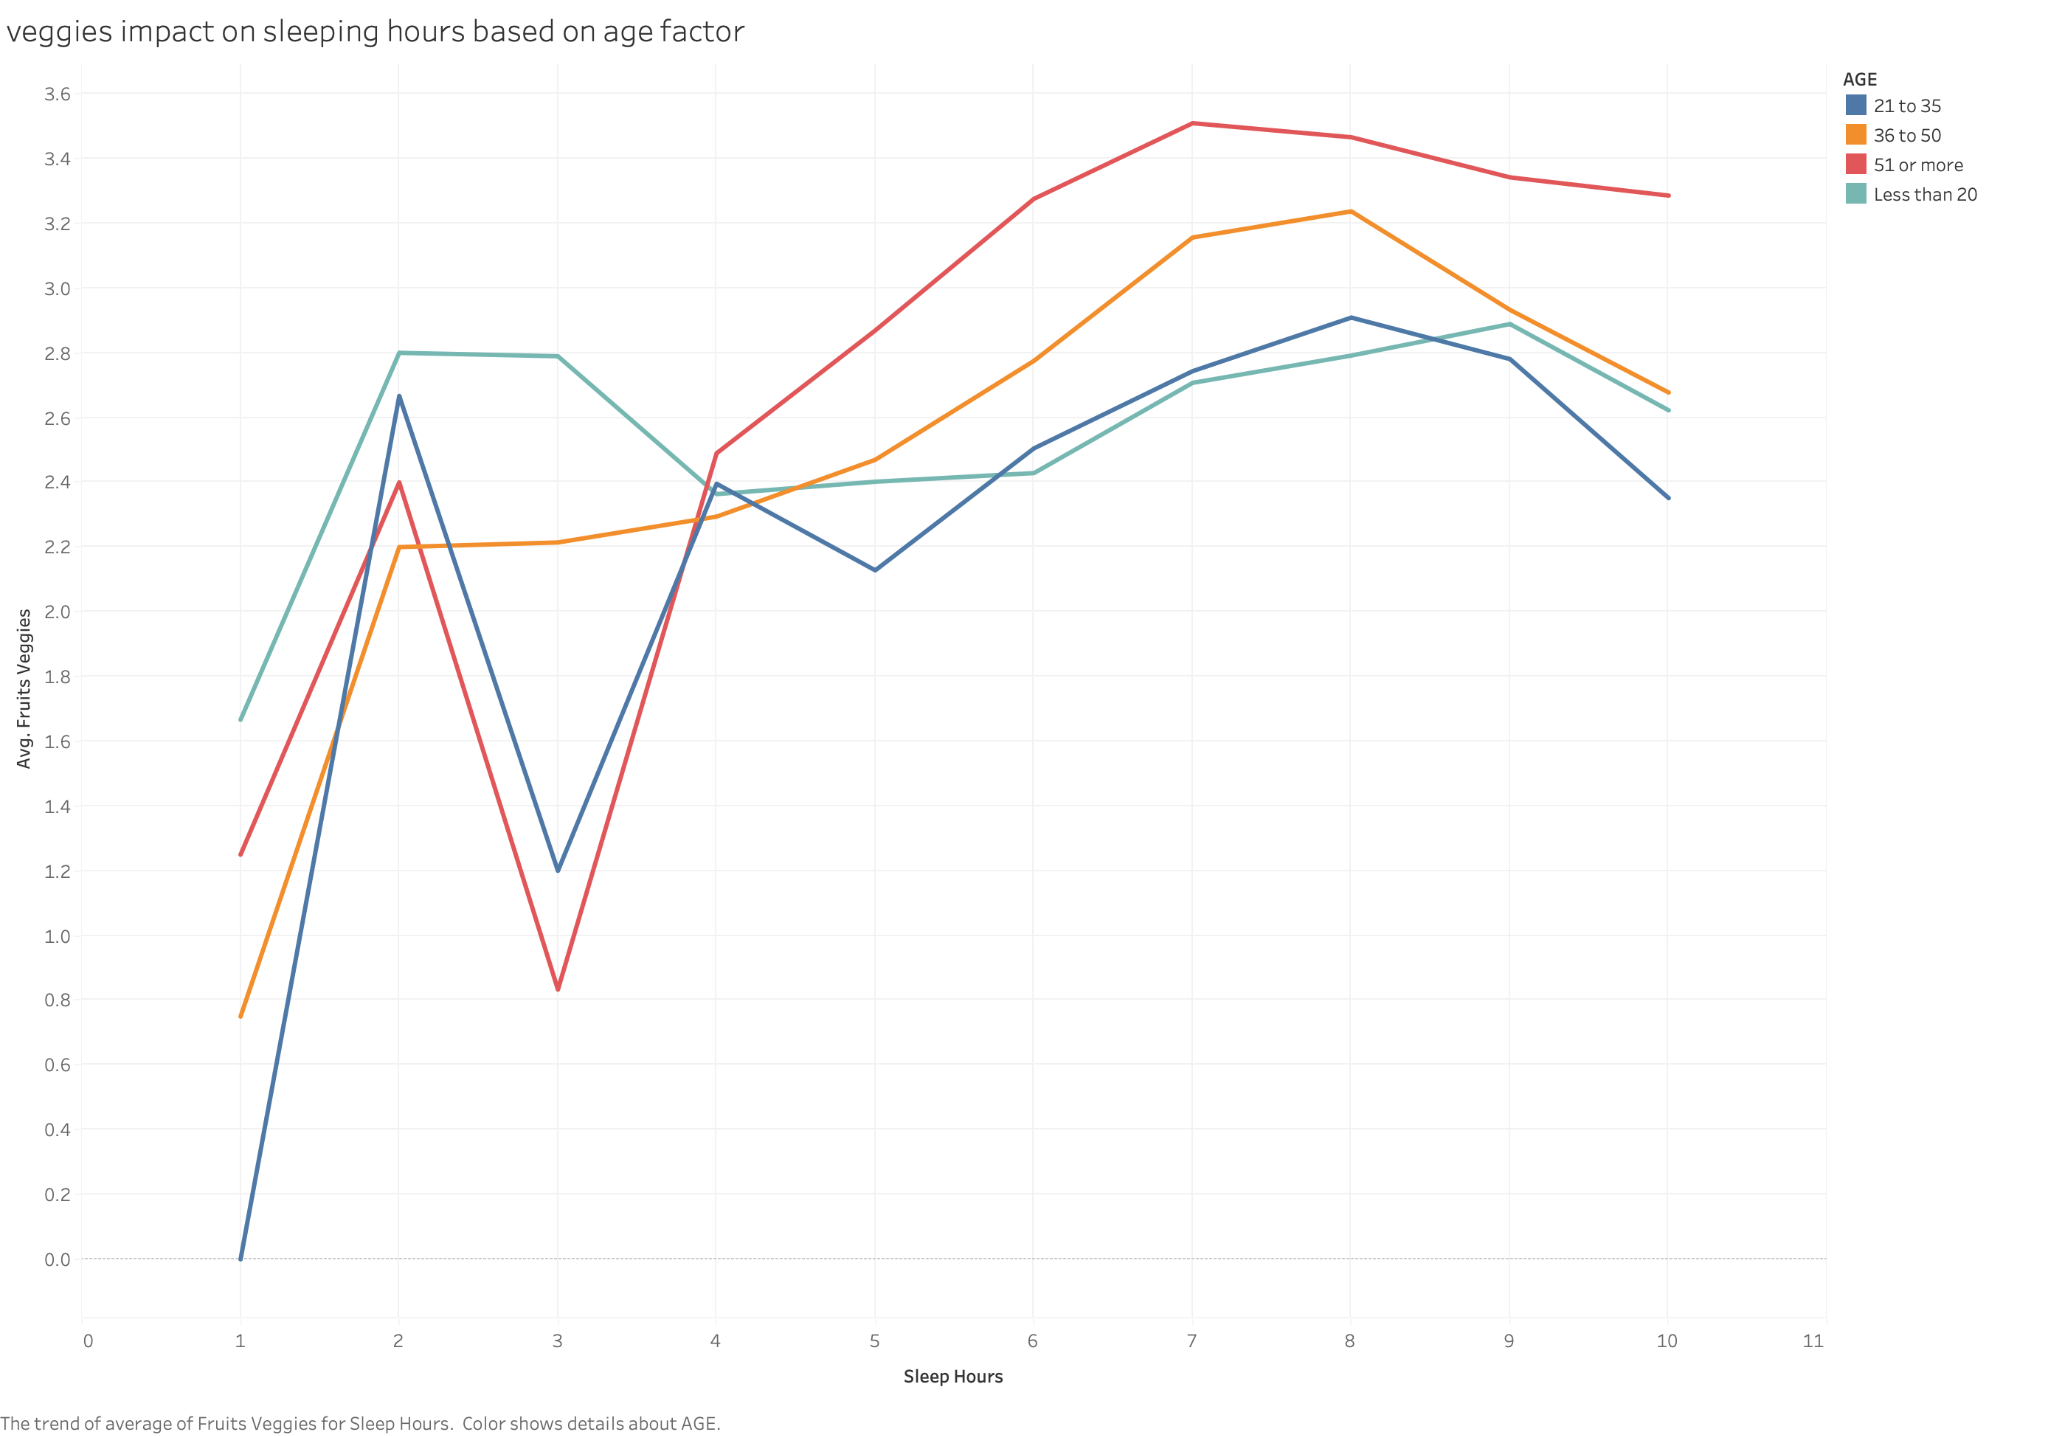 veggies impact on sleeping hours based on age factor
AGE
21 to 35
36 to 50
51 or more
Less than 20
3.6
3.4
3.2
3.0
2.8
2.6
2.4
2.2
2.0
1.8
1.6
1.4
1.2
1.0
0.8
0.6
0.4
0.2
0.0
Avg. Fruits Veggies
0 1 2 3 4 5 6 7 8 9 10 11
Sleep Hours
The trend of average of Fruits Veggies for Sleep Hours. Color shows details about AGE.